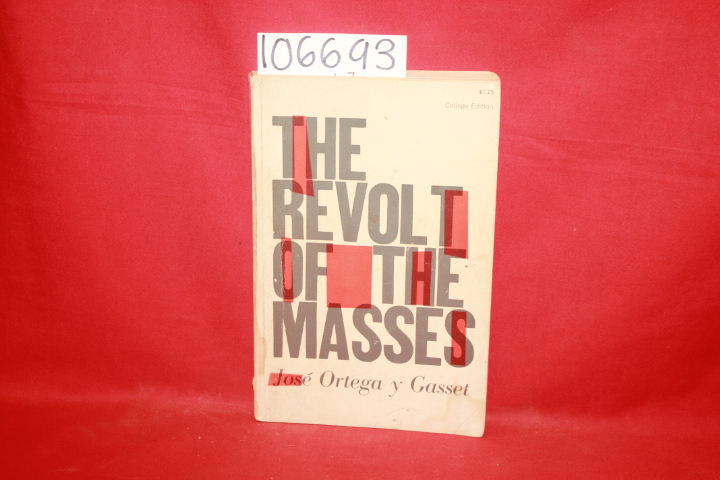 106693
$1.25
College Edition
THE
REVOLT
OF THE
MASSES
José Ortega y Gasset